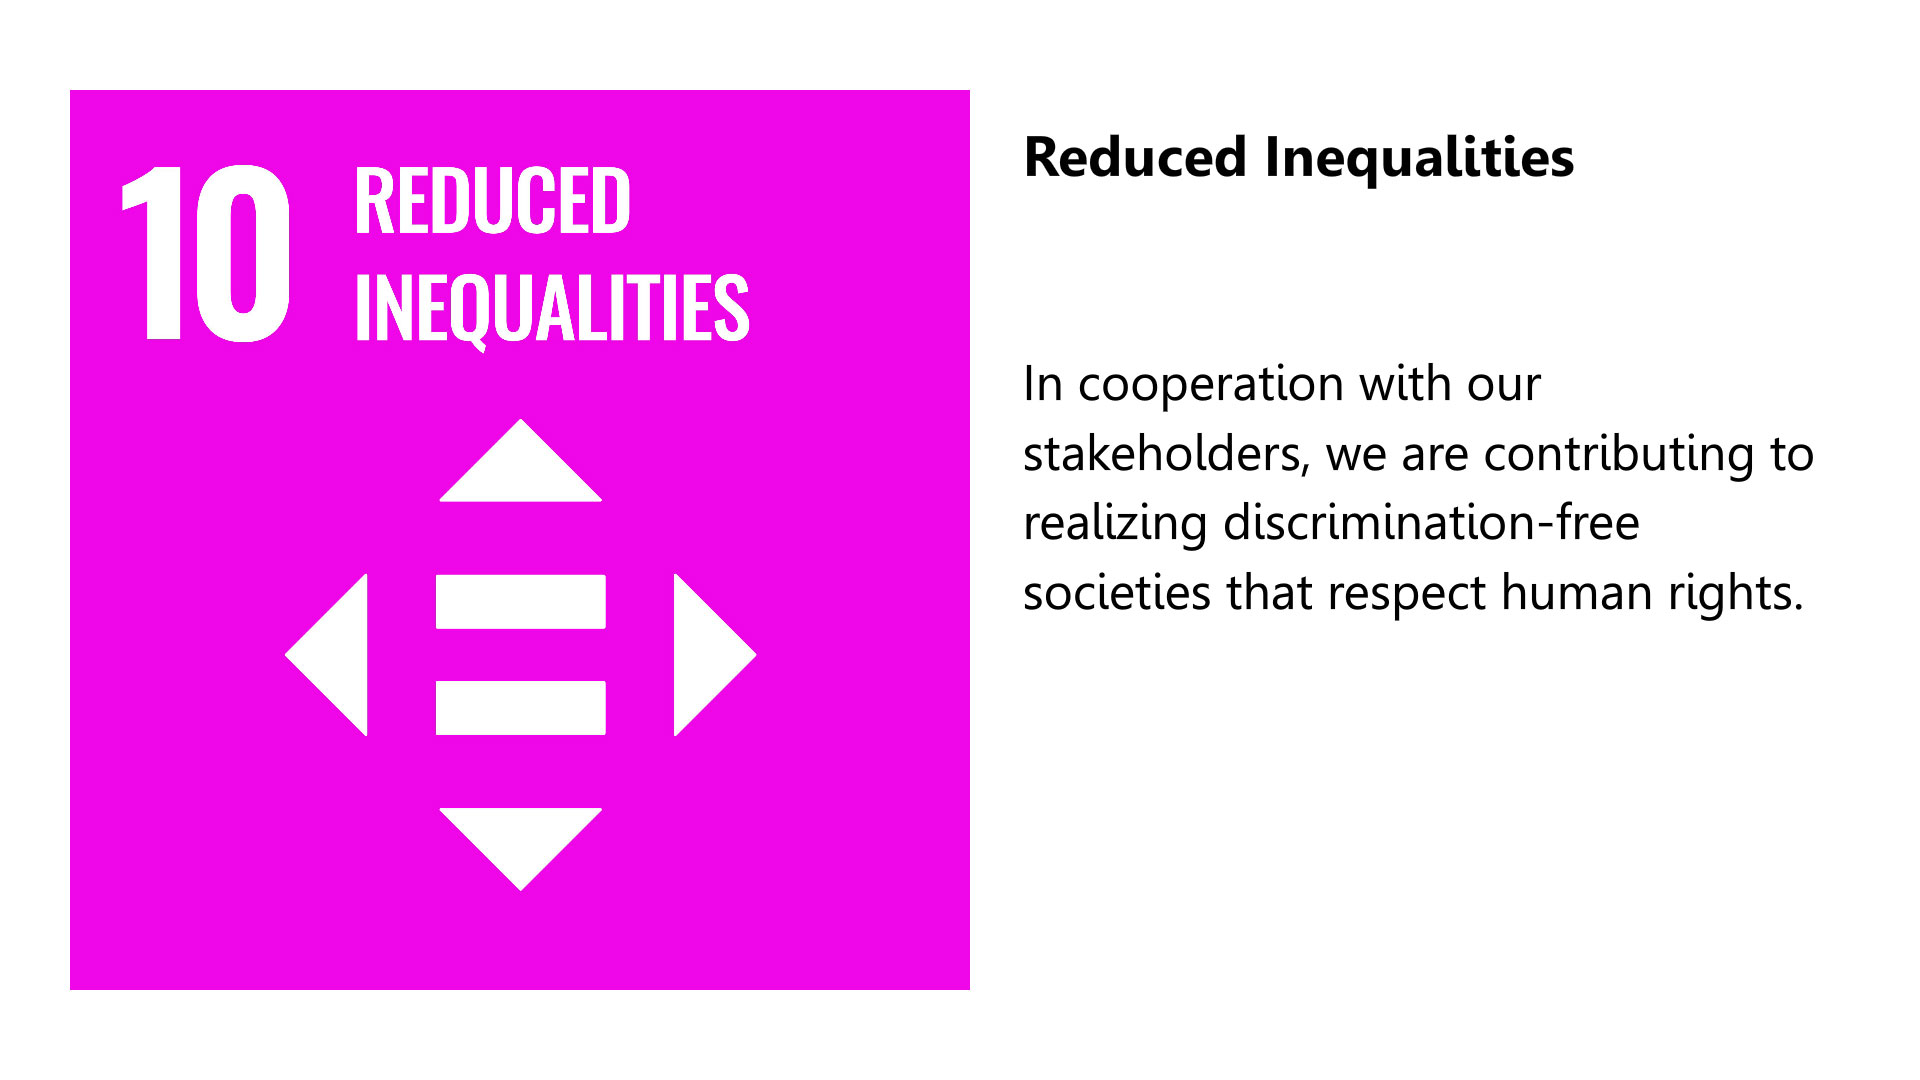 10
REDUCED
INEQUALITIES
Reduced Inequalities
In cooperation with our
stakeholders, we are contributing to
realizing discrimination-free
societies that respect human rights.